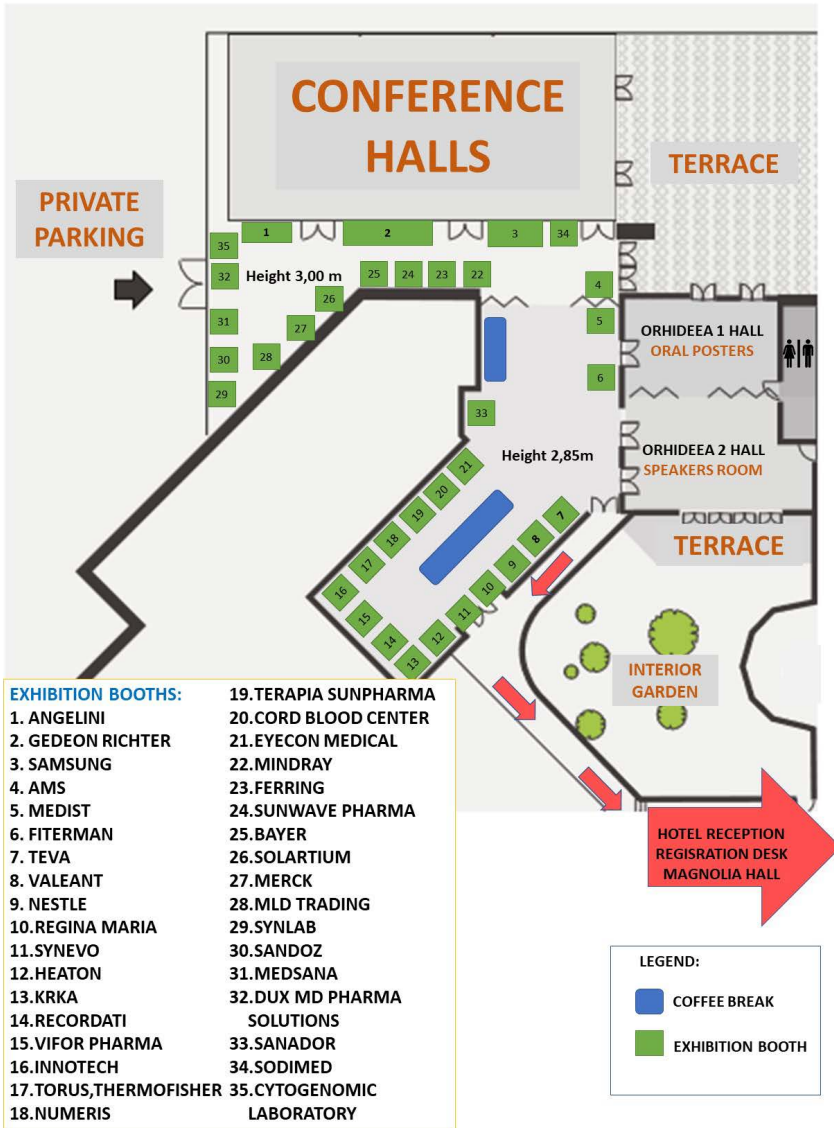 CONFERENCE
HALLS
TERRACE
PRIVATE
PARKING
1
2
3
34
35
32
Height 3,00 m
25
24
23
22
4
26
31
27
5
ORHIDEEA 1 HALL
ORAL POSTERS
30
28
6
29
33
ORHIDEEA 2 HALL
SPEAKERS ROOM
Height 2,85m
21
20
19
18
17
16
15
14
13
12
11
10
9
8
7
TERRACE
INTERIOR
GARDEN
HOTEL RECEPTION
REGISRATION DESK
MAGNOLIA HALL
EXHIBITION BOOTHS:
1. ANGELINI
2. GEDEON RICHTER
3. SAMSUNG
4. AMS
5. MEDIST
6. FITERMAN
7. TEVA
8. VALEANT
9. NESTLE
10.REGINA MARIA
11.SYNEVO
12.HEATON
13.KRKA
14.RECORDATI
15.VIFOR PHARMA
16.INNOTECH
17.TORUS,THERMOFISHER
18.NUMERIS
19.TERAPIA SUNPHARMA
20.CORD BLOOD CENTER
21.EYECON MEDICAL
22.MINDRAY
23.FERRING
24.SUNWAVE PHARMA
25.BAYER
26.SOLARTIUM
27.MERCK
28.MLD TRADING
29.SYNLAB
30.SANDOZ
31.MEDSANA
32.DUX MD PHARMA
SOLUTIONS
33.SANADOR
34.SODIMED
35.CYTOGENOMIC
LABORATORY
LEGEND:
COFFEE BREAK
EXHIBITION BOOTH